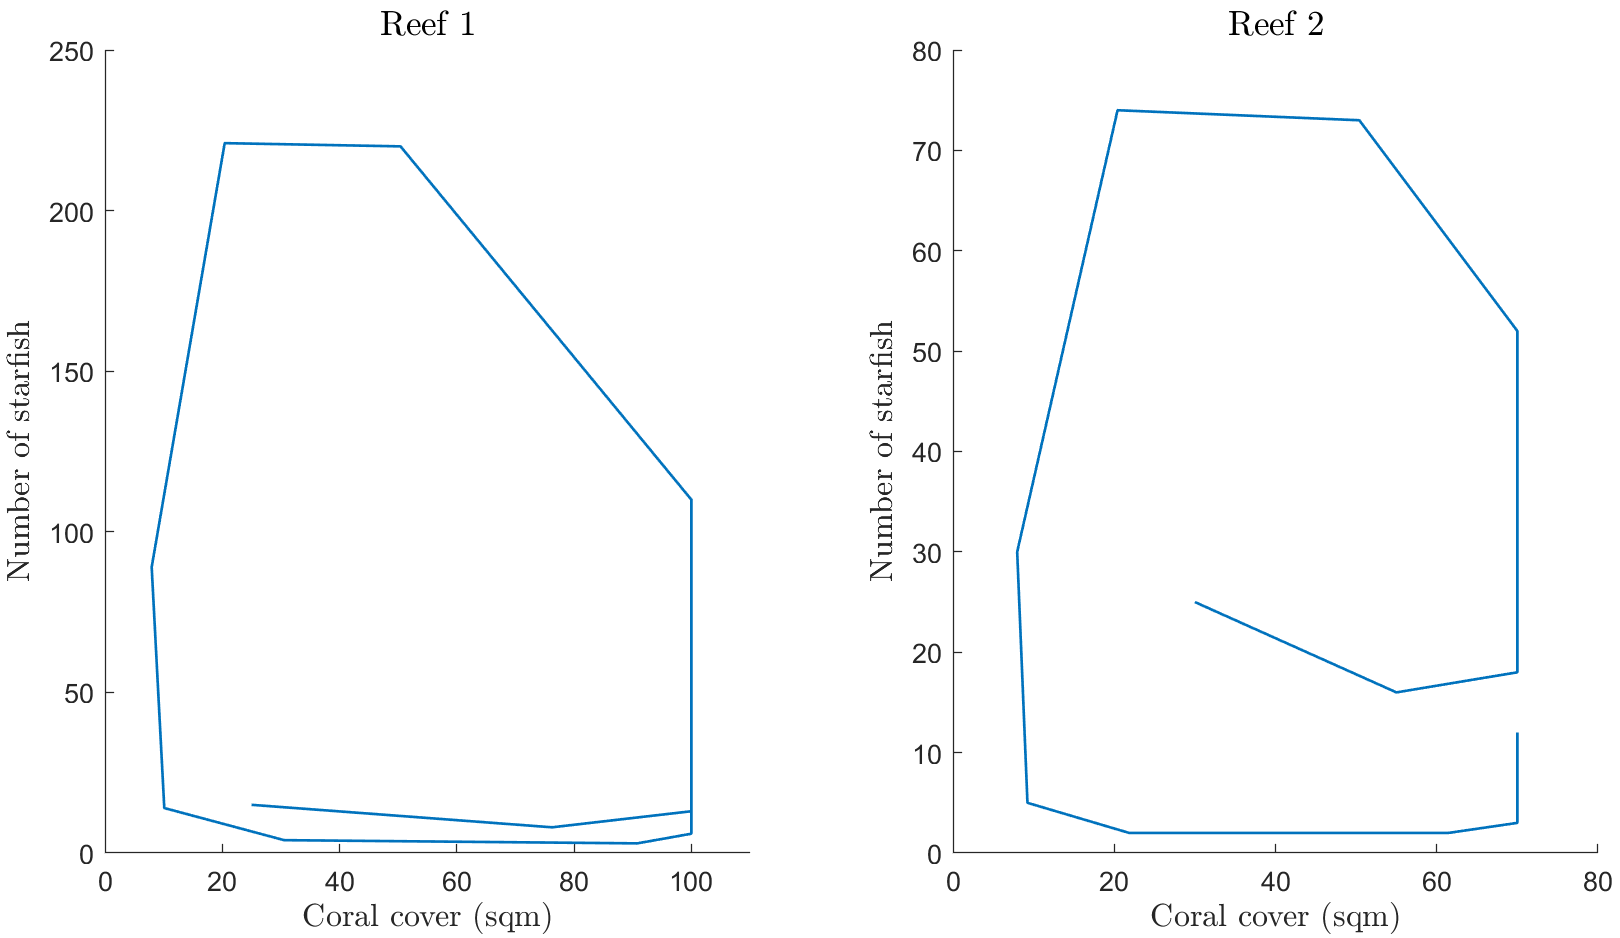 Reef 1
250
200
150
100
50
0
0 20 40 60 80 100
Number of starfish
Coral cover (sqm)
Reef 2
80
70
60
50
40
30
20
10
0
0 20 40 60 80
Number of starfish
Coral cover (sqm)